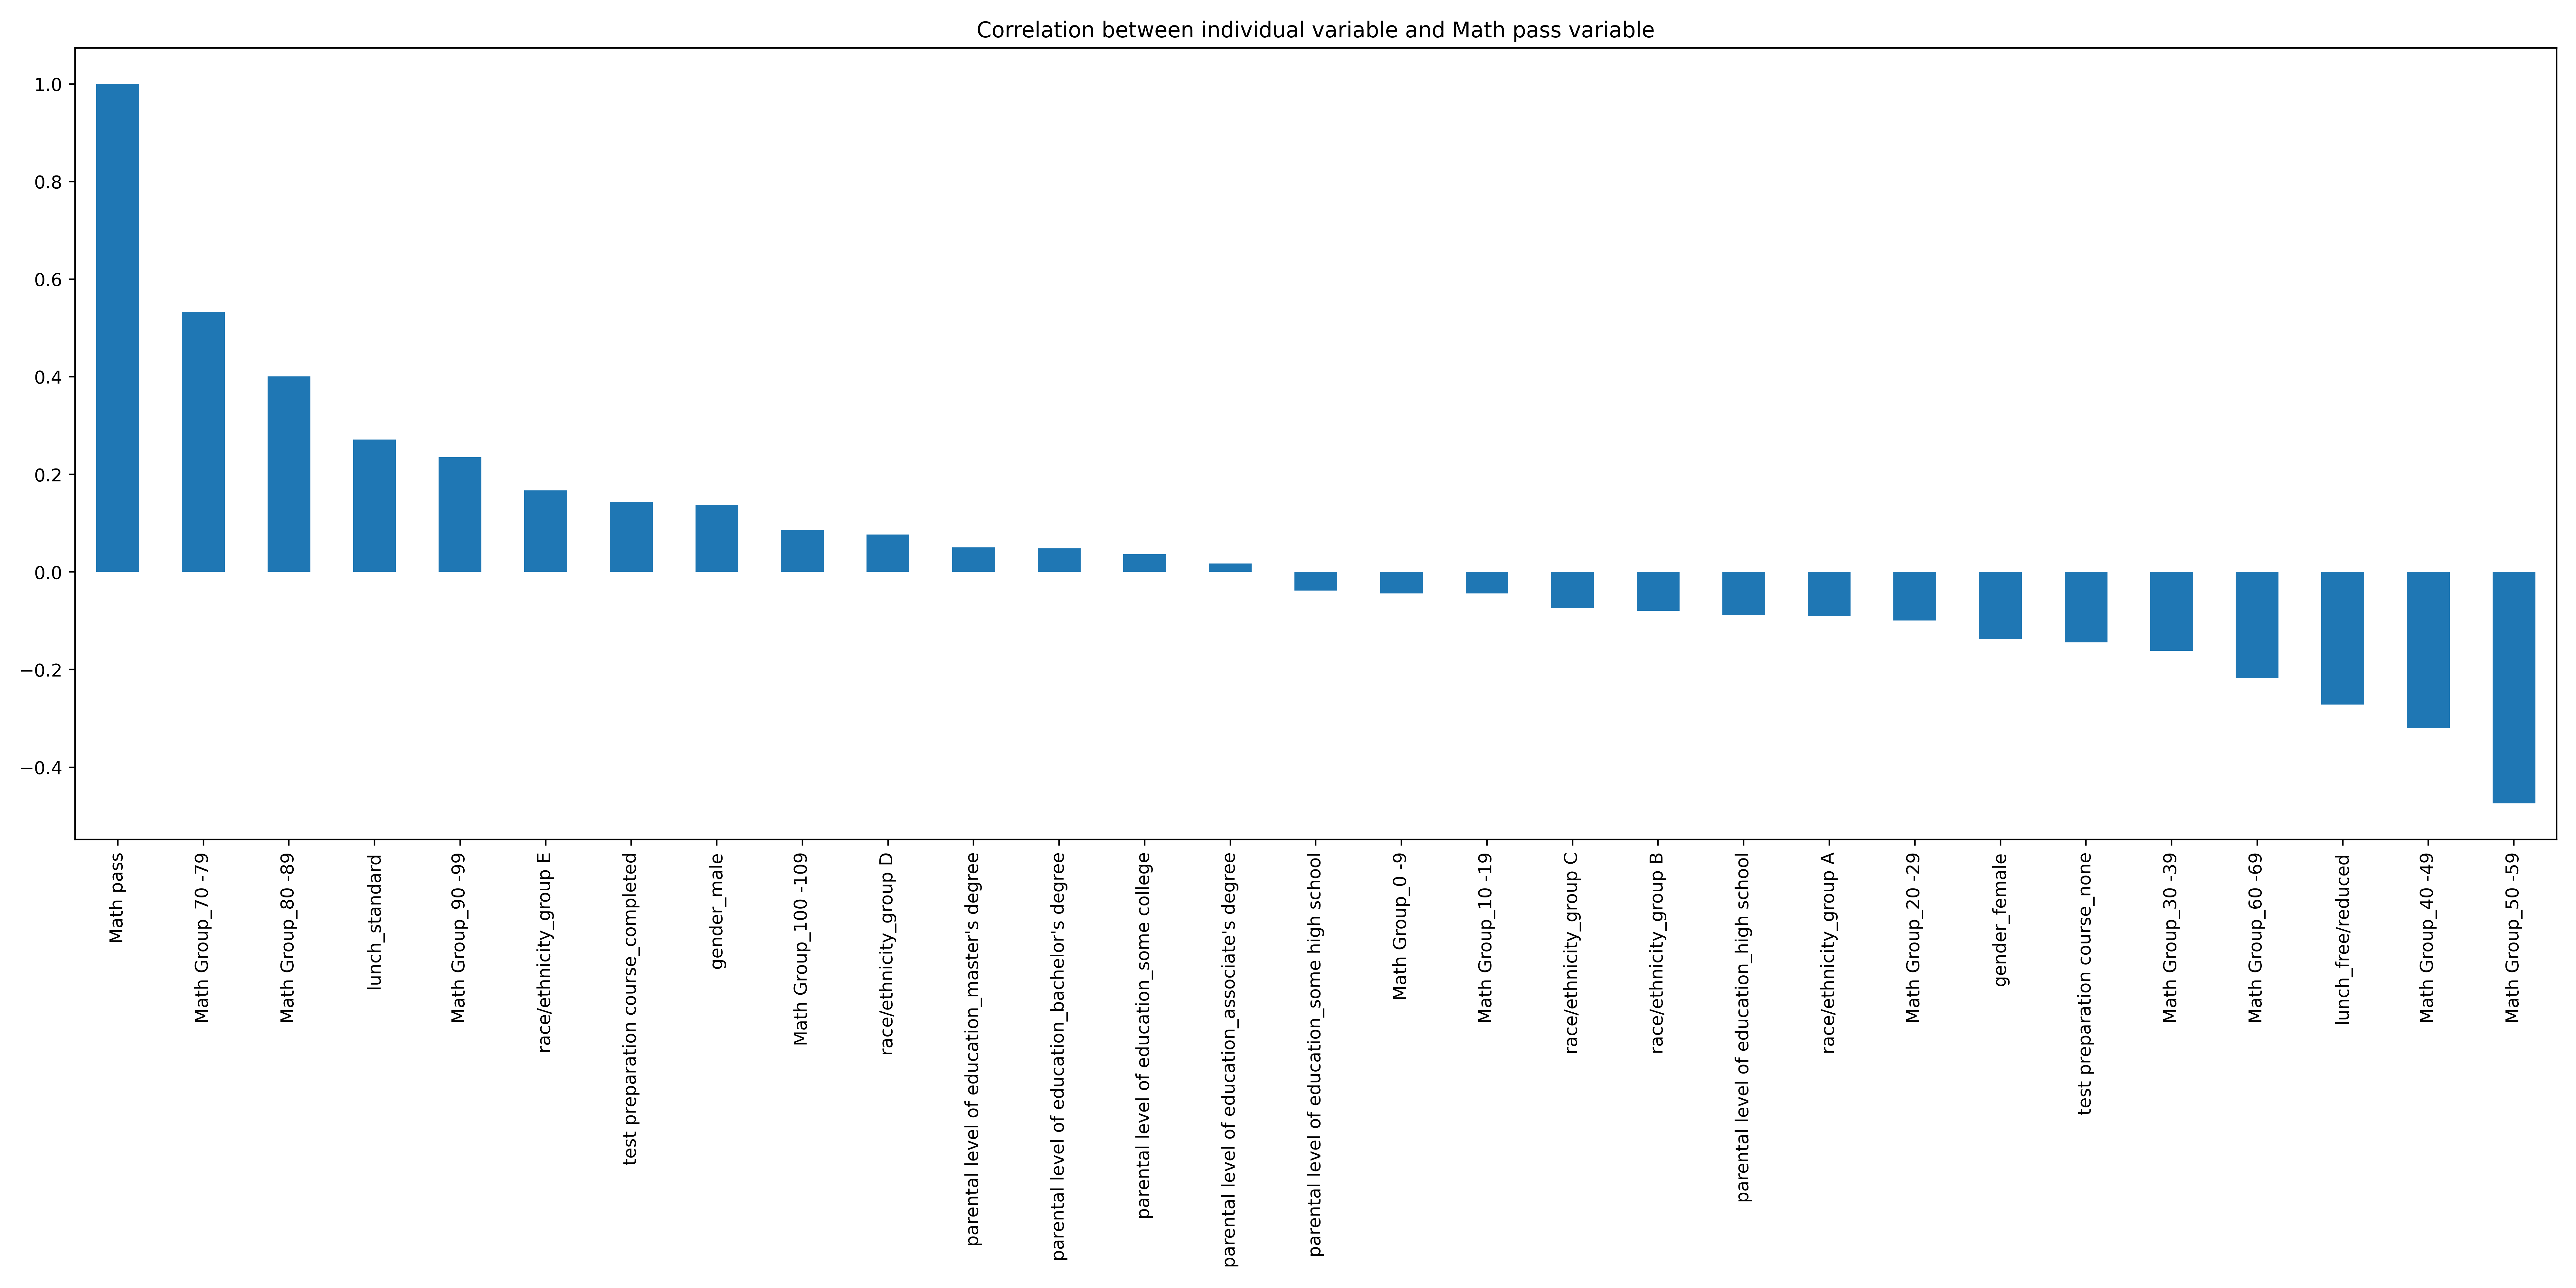 Correlation between individual variable and Math pass variable
1.0
0.8
0.6
0.4
0.2
0.0
−0.2
−0.4
Math pass
Math Group_70 -79
Math Group_80 -89
lunch_standard
Math Group_90 -99
race/ethnicity_group E
test preparation course_completed
gender_male
Math Group_100 -109
race/ethnicity_group D
parental level of education_master's degree
parental level of education_bachelor's degree
parental level of education_some college
parental level of education_associate's degree
parental level of education_some high school
Math Group_0 -9
Math Group_10 -19
race/ethnicity_group C
race/ethnicity_group B
parental level of education_high school
race/ethnicity_group A
Math Group_20 -29
gender_female
test preparation course_none
Math Group_30 -39
Math Group_60 -69
lunch_free/reduced
Math Group_40 -49
Math Group_50 -59